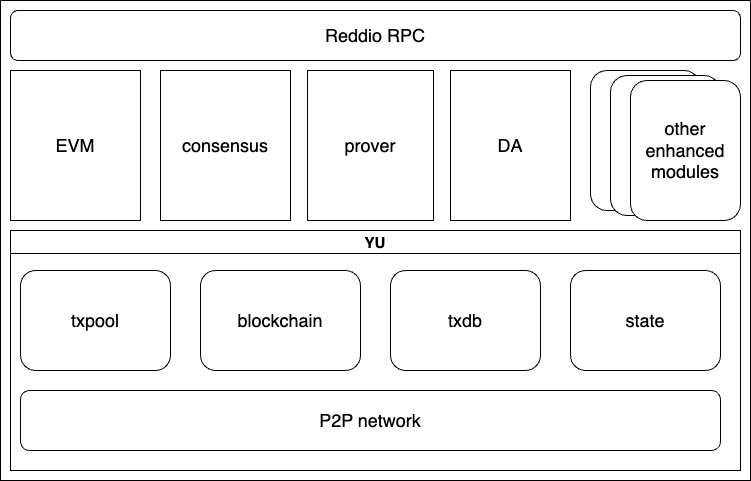 Reddio RPC
EVM
consensus
prover
DA
other
enhanced
modules
YU
txpool
blockchain
txdb
state
P2P network